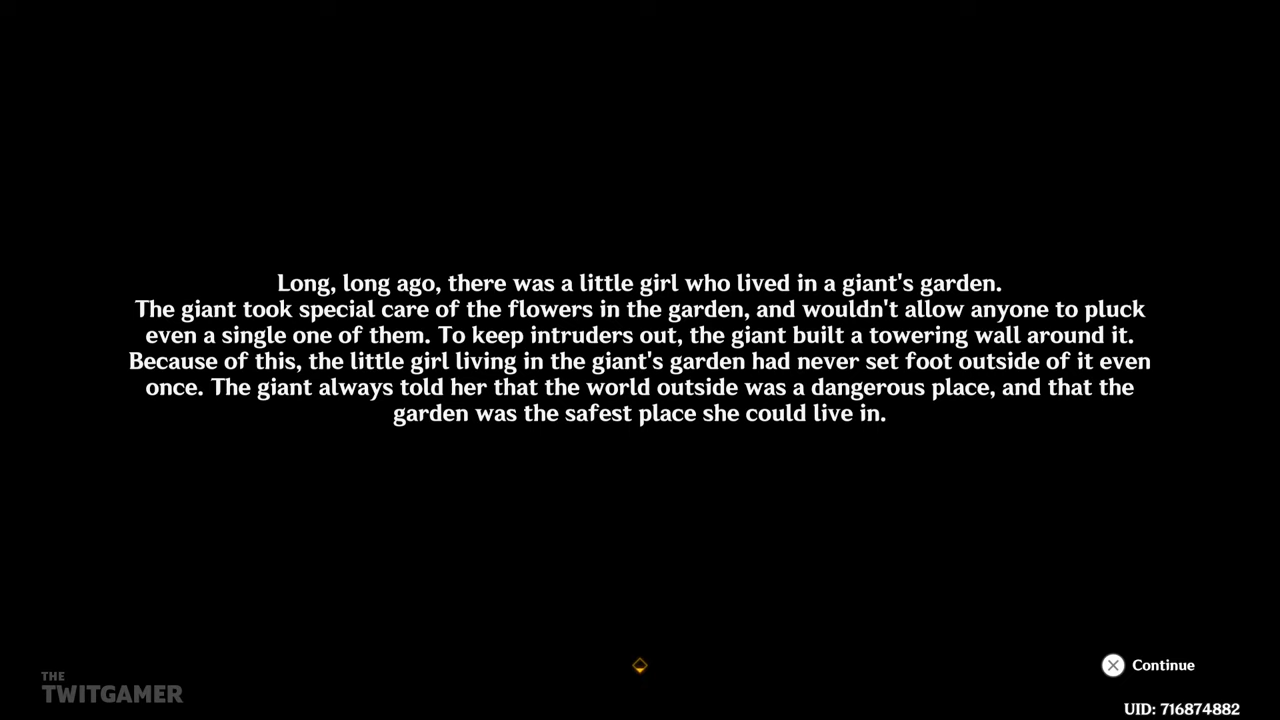 Long, long ago, there was a little girl who lived in a giant's garden.
The giant took special care of the flowers in the garden, and wouldn't allow anyone to pluck
even a single one of them. To keep intruders out, the giant built a towering wall around it.
Because of this, the little girl living in the giant's garden had never set foot outside of it even
once. The giant always told her that the world outside was a dangerous place, and that the
garden was the safest place she could live in.
Continue
THE
TWITGAMER
UID: 716874882